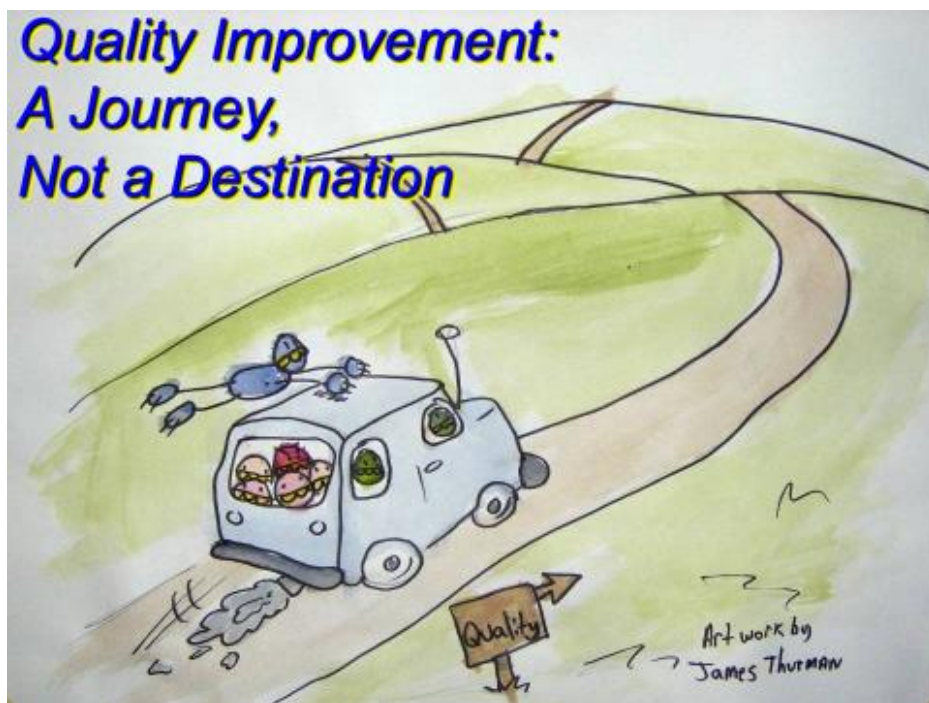 Quality Improvement:
A Journey,
Not a Destination
Quality
Art work by
James Thurman